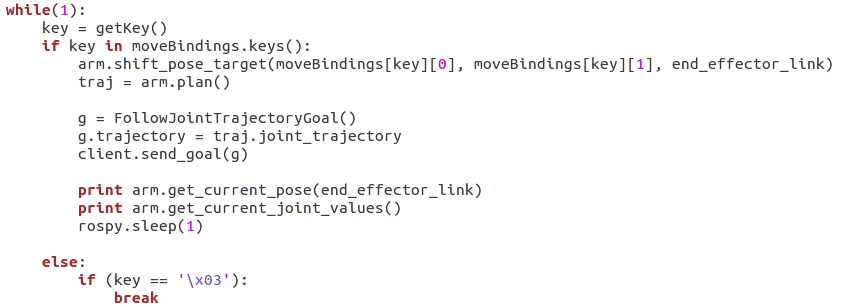 while(1):
    key = getKey()
    if key in moveBindings.keys():
        arm.shift_pose_target(moveBindings[key][0], moveBindings[key][1], end_effector_link)
        traj = arm.plan()

        g = FollowJointTrajectoryGoal()
        g.trajectory = traj.joint_trajectory
        client.send_goal(g)

        print arm.get_current_pose(end_effector_link)
        print arm.get_current_joint_values()
        rospy.sleep(1)

    else:
        if (key == '\x03'):
            break